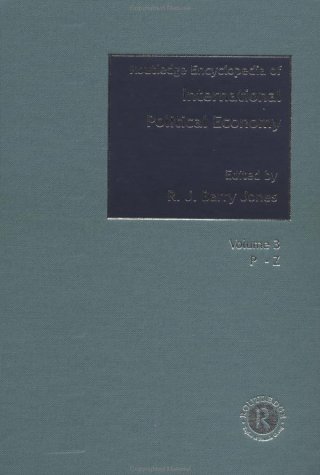 Routledge Encyclopedia of
International
Political Economy
Edited by
R. J. Barry Jones
Volume 3
P - Z
ROUTLEDGE
R